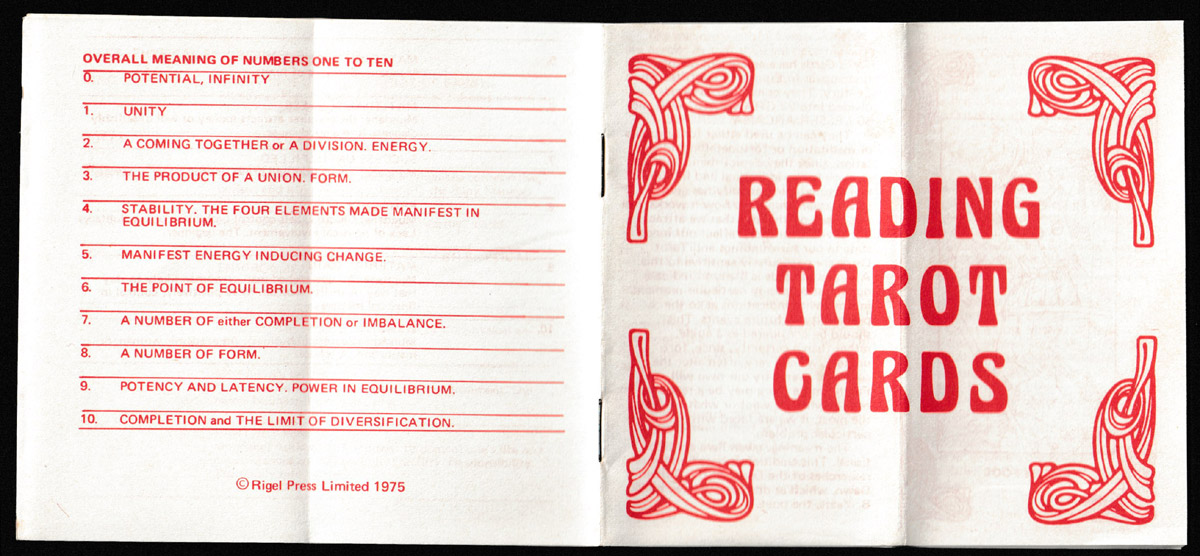 OVERALL MEANING OF NUMBERS ONE TO TEN
0. POTENTIAL, INFINITY
1. UNITY
2. A COMING TOGETHER or A DIVISION. ENERGY.
3. THE PRODUCT OF A UNION. FORM.
4. STABILITY. THE FOUR ELEMENTS MADE MANIFEST IN
EQUILIBRIUM.
5. MANIFEST ENERGY INDUCING CHANGE.
6. THE POINT OF EQUILIBRIUM.
7. A NUMBER OF either COMPLETION or IMBALANCE.
8. A NUMBER OF FORM.
9. POTENCY AND LATENCY. POWER IN EQUILIBRIUM.
10. COMPLETION and THE LIMIT OF DIVERSIFICATION.
© Rigel Press Limited 1975
READING
TAROT
CARDS